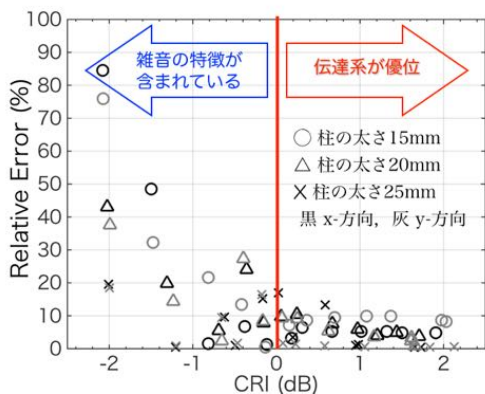 100
90
80
70
60
50
40
30
20
10
0
Relative Error (%)
雑音の特徴が
含まれている
伝達系が優位
○ 柱の太さ15mm
△ 柱の太さ20mm
× 柱の太さ25mm
黒 x-方向, 灰 y-方向
-2
-1
0
1
2
CRI (dB)